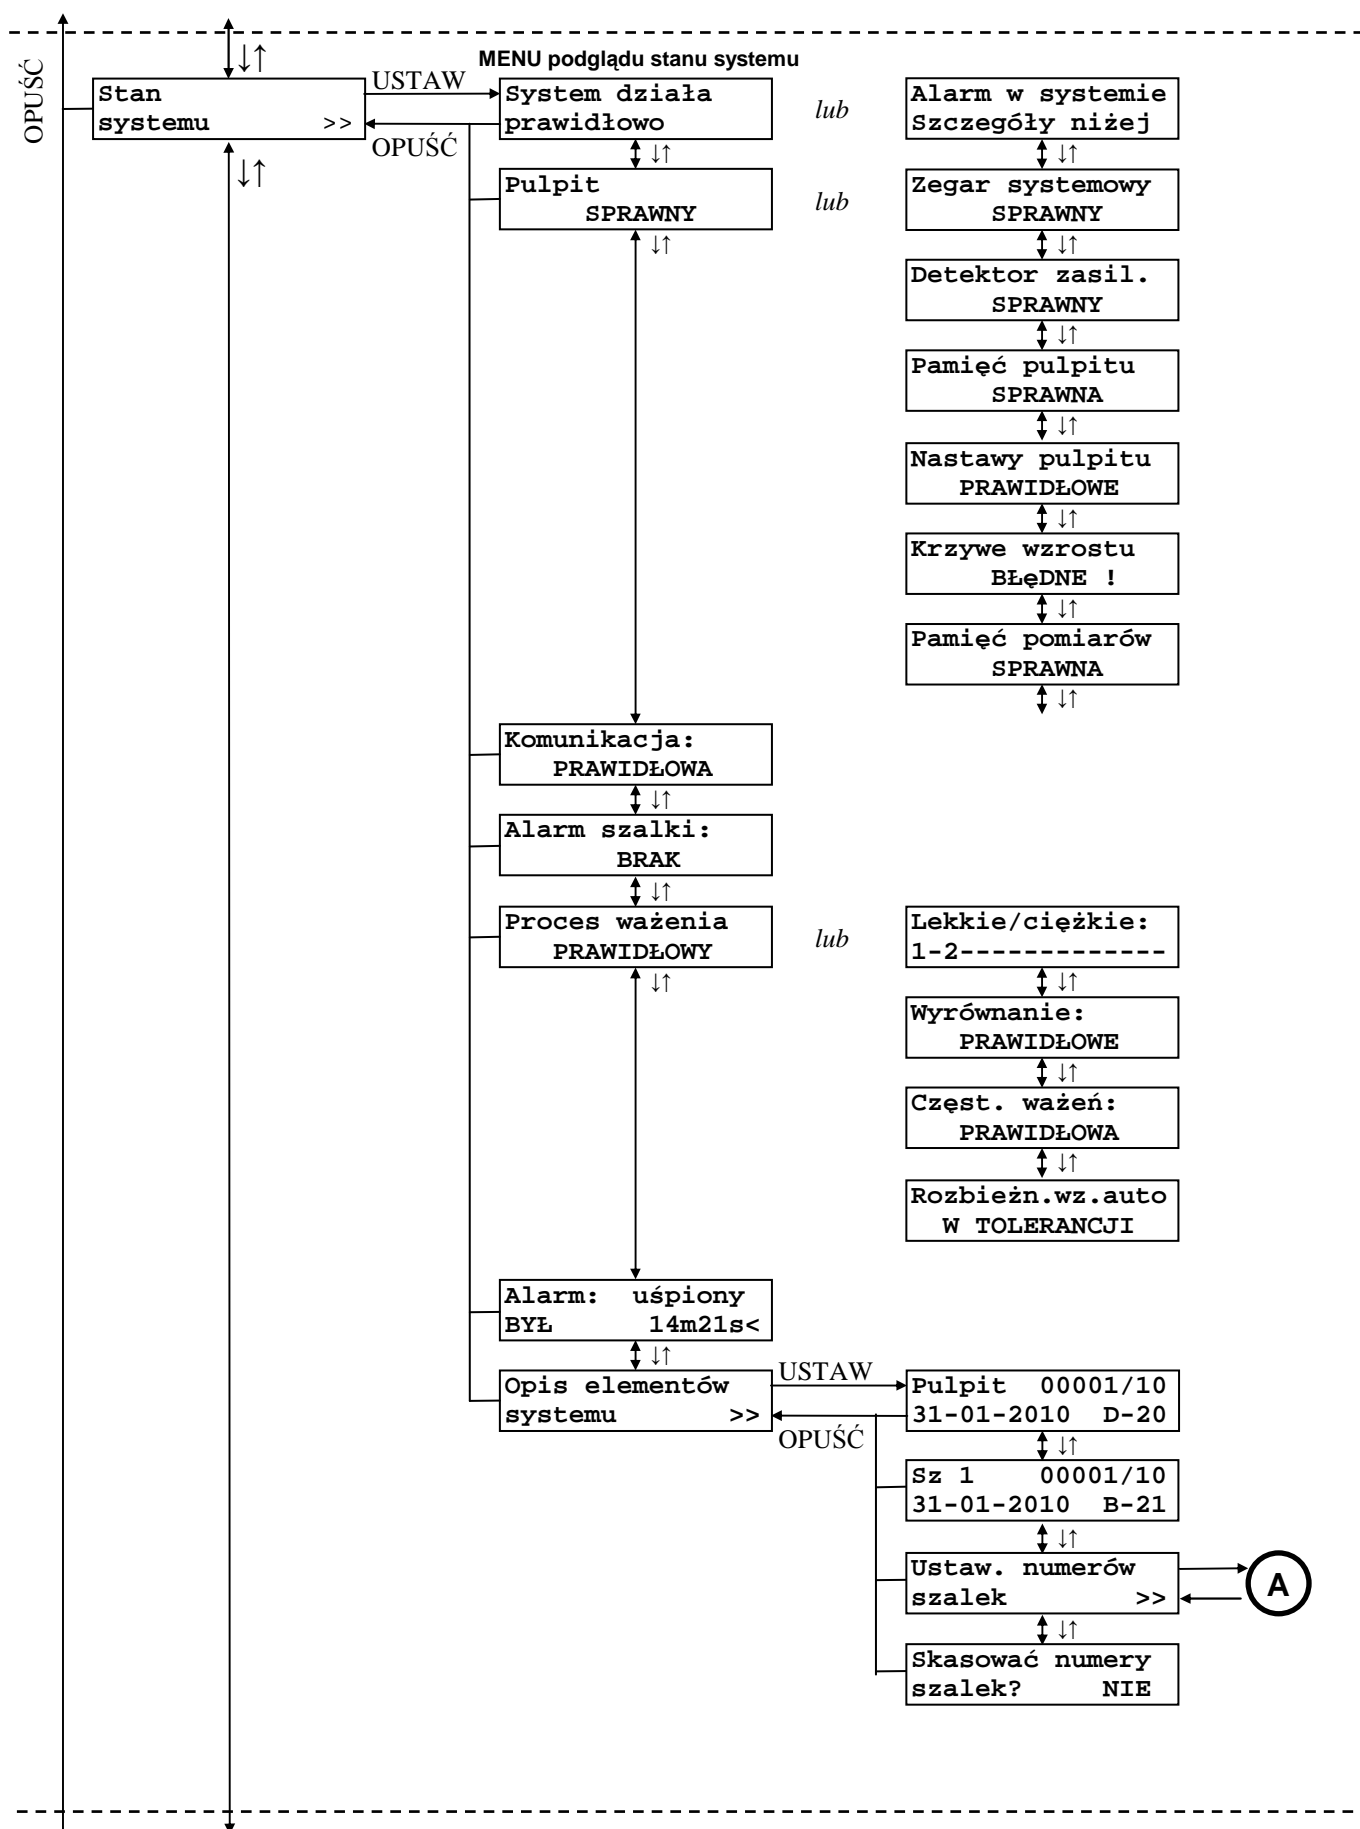 OPUŚĆ
↓↑
MENU podglądu stanu systemu
Stan
systemu >>
USTAW
OPUŚĆ
↓↑
System działa
prawidłowo
lub
Alarm w systemie
Szczegóły niżej
↓↑
↓↑
Pulpit
SPRAWNY
lub
Zegar systemowy
SPRAWNY
↓↑
↓↑
Detektor zasil.
SPRAWNY
↓↑
Pamięć pulpitu
SPRAWNA
↓↑
Nastawy pulpitu
PRAWIDŁOWE
↓↑
Krzywe wzrostu
BŁęDNE !
↓↑
Pamięć pomiarów
SPRAWNA
↓↑
Komunikacja:
PRAWIDŁOWA
↓↑
Alarm szalki:
BRAK
↓↑
Proces ważenia
PRAWIDŁOWY
↓↑
lub
Lekkie/ciężkie:
1-2-------------
↓↑
Wyrównanie:
PRAWIDŁOWE
↓↑
Częst. ważeń:
PRAWIDŁOWA
↓↑
Rozbieżn.wz.auto
W TOLERANCJI
Alarm: uśpiony
BYŁ 14m21s<
↓↑
Opis elementów
systemu >>
USTAW
OPUŚĆ
Pulpit 00001/10
31-01-2010 D-20
↓↑
Sz 1 00001/10
31-01-2010 B-21
↓↑
Ustaw. numerów
szalek >>
A
↓↑
Skasować numery
szalek? NIE